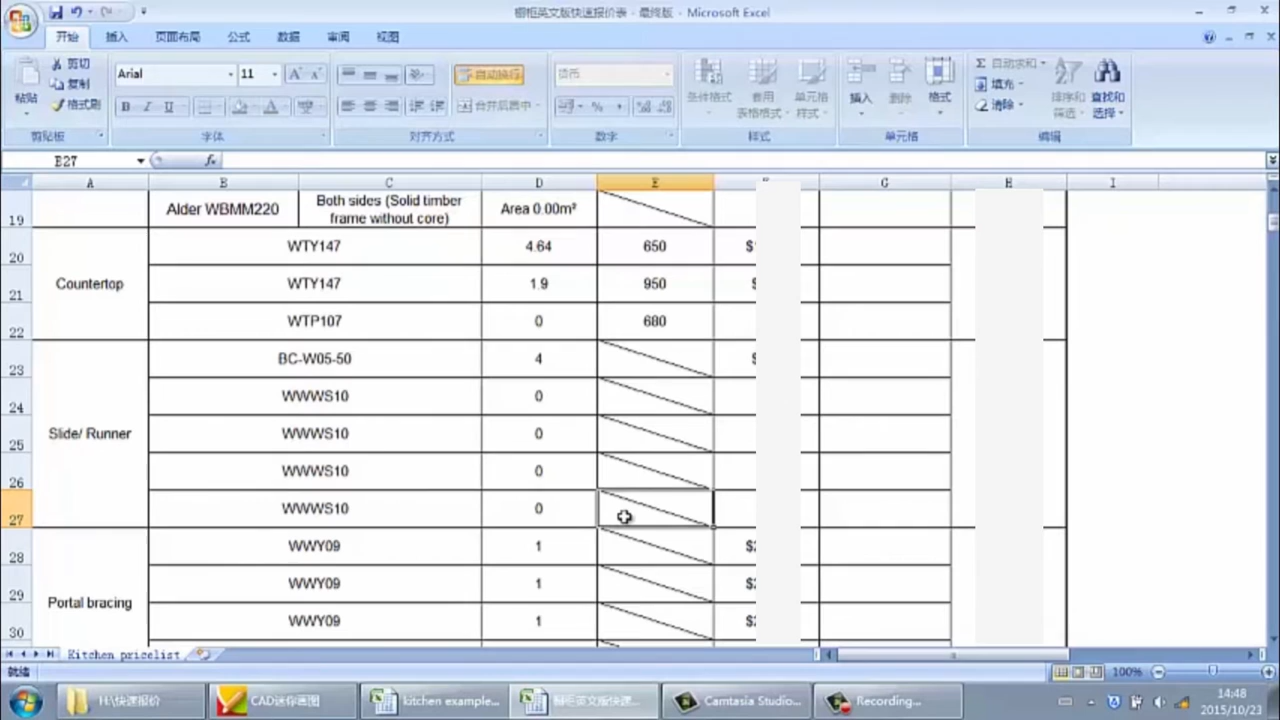 橱柜英文版快速报价表 - 最终版 - Microsoft Excel
开始 插入 页面布局 公式 数据 审阅 视图
剪切
复制
格式刷
粘贴
Arial 11
自动换行
合并后居中
货币
条件格式
套用
表格格式
单元格
样式
插入
删除
格式
自动求和
填充
清除
排序和
筛选
查找和
选择
剪贴板 字体 对齐方式 数字 样式 单元格 编辑
E27 fx
A B C D E G H I
19 Alder WBMM220 Both sides (Solid timber frame without core) Area 0.00m²
20 WTY147 4.64 650
21 Countertop WTY147 1.9 950
22 WTP107 0 680
23 BC-W05-50 4
24 WWWS10 0
25 Slide/ Runner WWWS10 0
26 WWWS10 0
27 WWWS10 0
28 WWY09 1
29 Portal bracing WWY09 1
30 WWY09 1
Kitchen pricelist
就绪 100%
H:\快速报价 CAD迷你画图 kitchen example... 橱柜英文版快速... Camtasia Studio... Recording...
14:48
2015/10/23